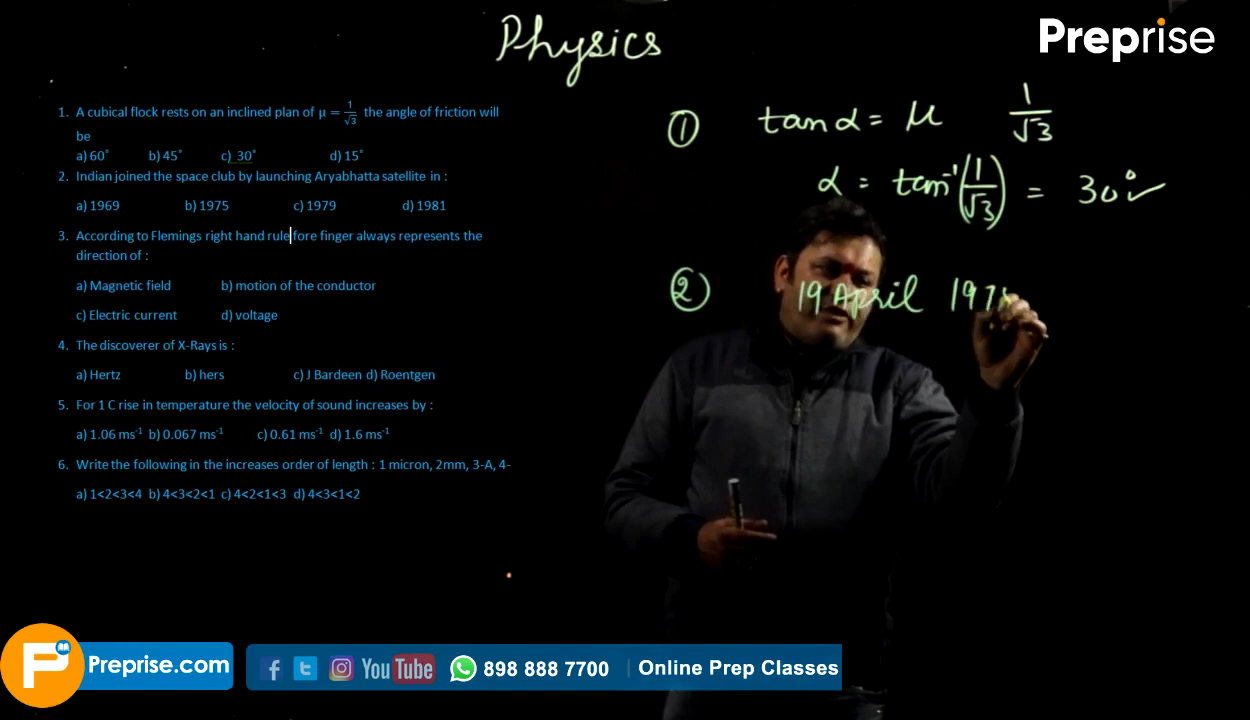 Physics
Preprise
1. A cubical flock rests on an inclined plan of μ = 1/√3 the angle of friction will
be
a) 60° b) 45° c) 30° d) 15°
2. Indian joined the space club by launching Aryabhatta satellite in :
a) 1969 b) 1975 c) 1979 d) 1981
3. According to Flemings right hand rule fore finger always represents the
direction of :
a) Magnetic field b) motion of the conductor
c) Electric current d) voltage
4. The discoverer of X-Rays is :
a) Hertz b) hers c) J Bardeen d) Roentgen
5. For 1 C rise in temperature the velocity of sound increases by :
a) 1.06 ms⁻¹ b) 0.067 ms⁻¹ c) 0.61 ms⁻¹ d) 1.6 ms⁻¹
6. Write the following in the increases order of length : 1 micron, 2mm, 3-A, 4-
a) 1<2<3<4 b) 4<3<2<1 c) 4<2<1<3 d) 4<3<1<2
① tan α = μ 1/√3
α = tan⁻¹(1/√3) = 30°
② 19 April
Preprise.com
YouTube 898 888 7700 | Online Prep Classes